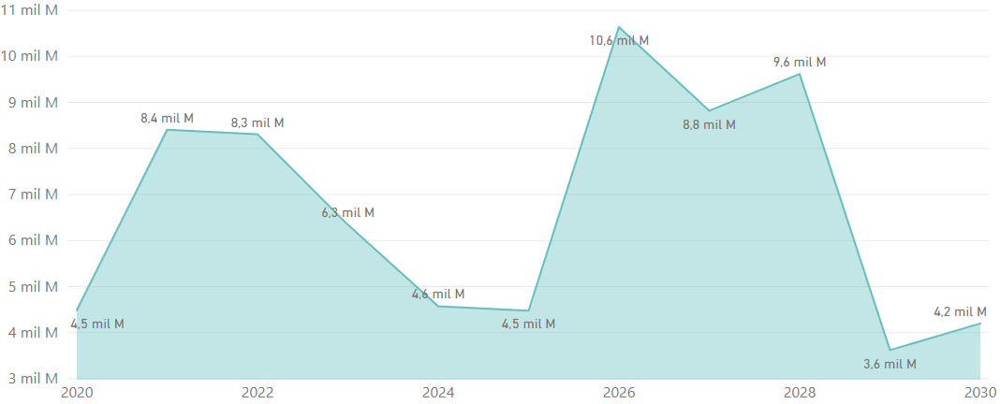 11 mil M
10 mil M
9 mil M
8 mil M
7 mil M
6 mil M
5 mil M
4 mil M
3 mil M
4,5 mil M
8,4 mil M
8,3 mil M
6,3 mil M
4,6 mil M
4,5 mil M
10,6 mil M
8,8 mil M
9,6 mil M
3,6 mil M
4,2 mil M
2020 2022 2024 2026 2028 2030